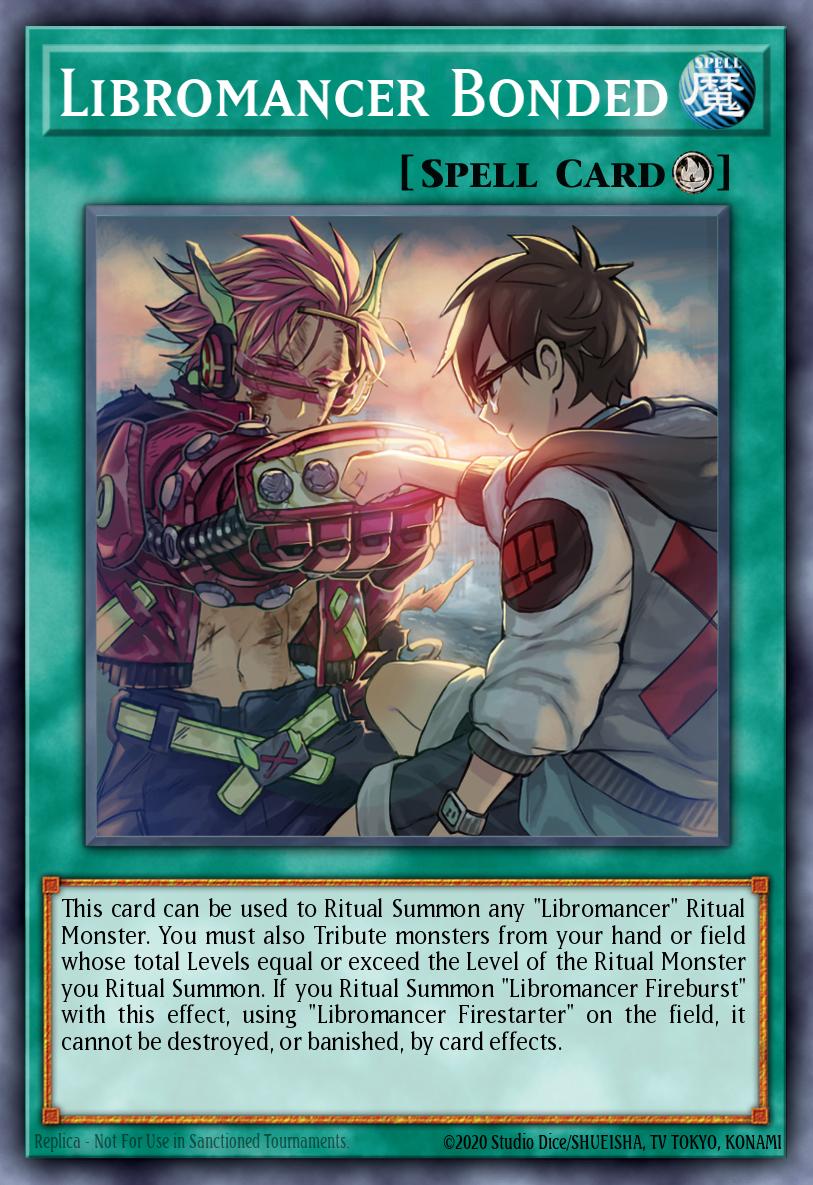 LIBROMANCER BONDED
SPELL
魔
[SPELL CARD]
This card can be used to Ritual Summon any "Libromancer" Ritual
Monster. You must also Tribute monsters from your hand or field
whose total Levels equal or exceed the Level of the Ritual Monster
you Ritual Summon. If you Ritual Summon "Libromancer Fireburst"
with this effect, using "Libromancer Firestarter" on the field, it
cannot be destroyed, or banished, by card effects.
Replica - Not For Use in Sanctioned Tournaments.
©2020 Studio Dice/SHUEISHA, TV TOKYO, KONAMI